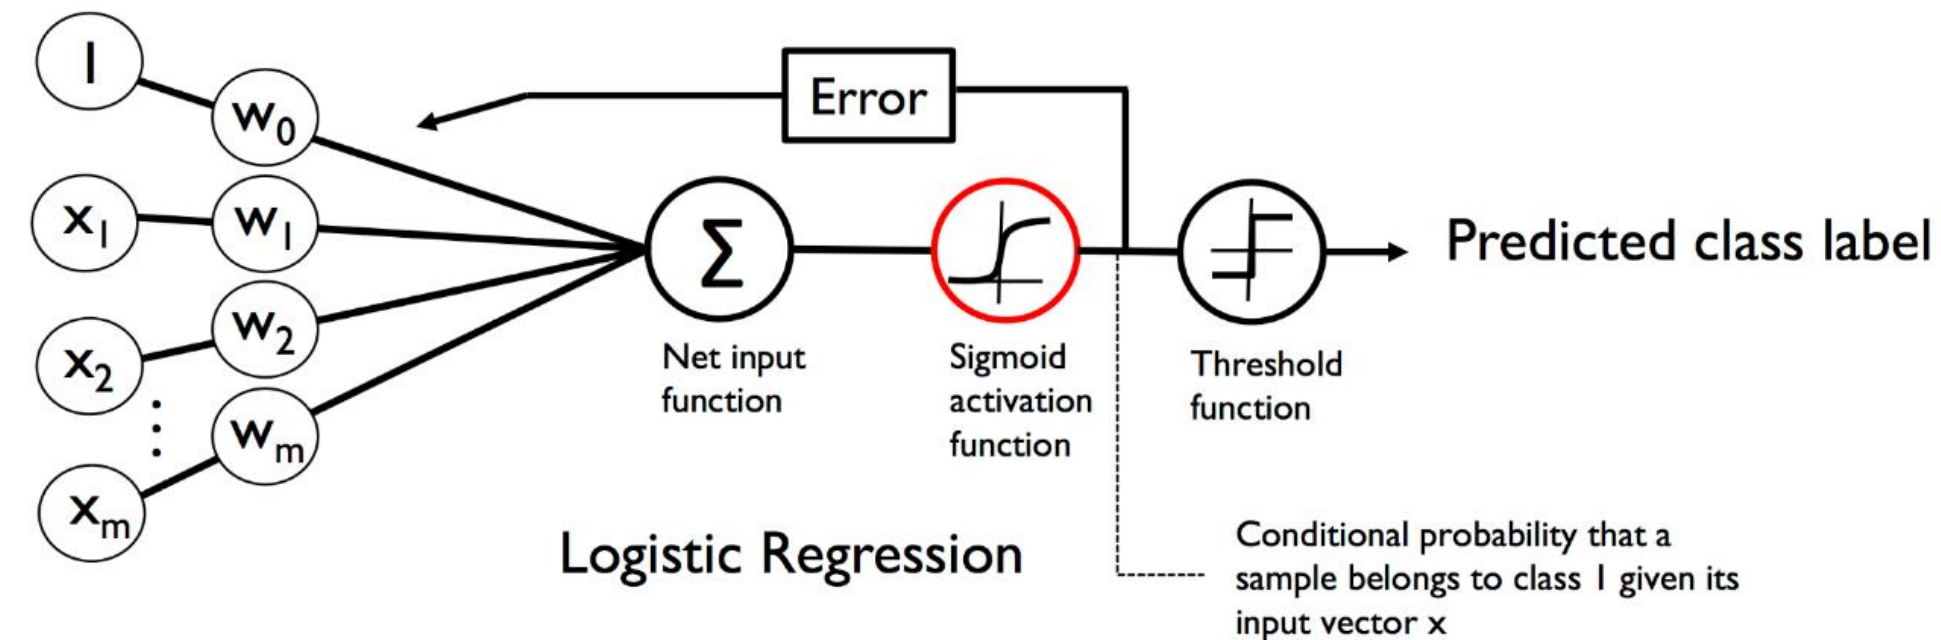 1
w0
Error
x1
w1
Σ
Predicted class label
x2
w2
Net input
function
Sigmoid
activation
function
Threshold
function
wm
xm
Logistic Regression
Conditional probability that a
sample belongs to class 1 given its
input vector x